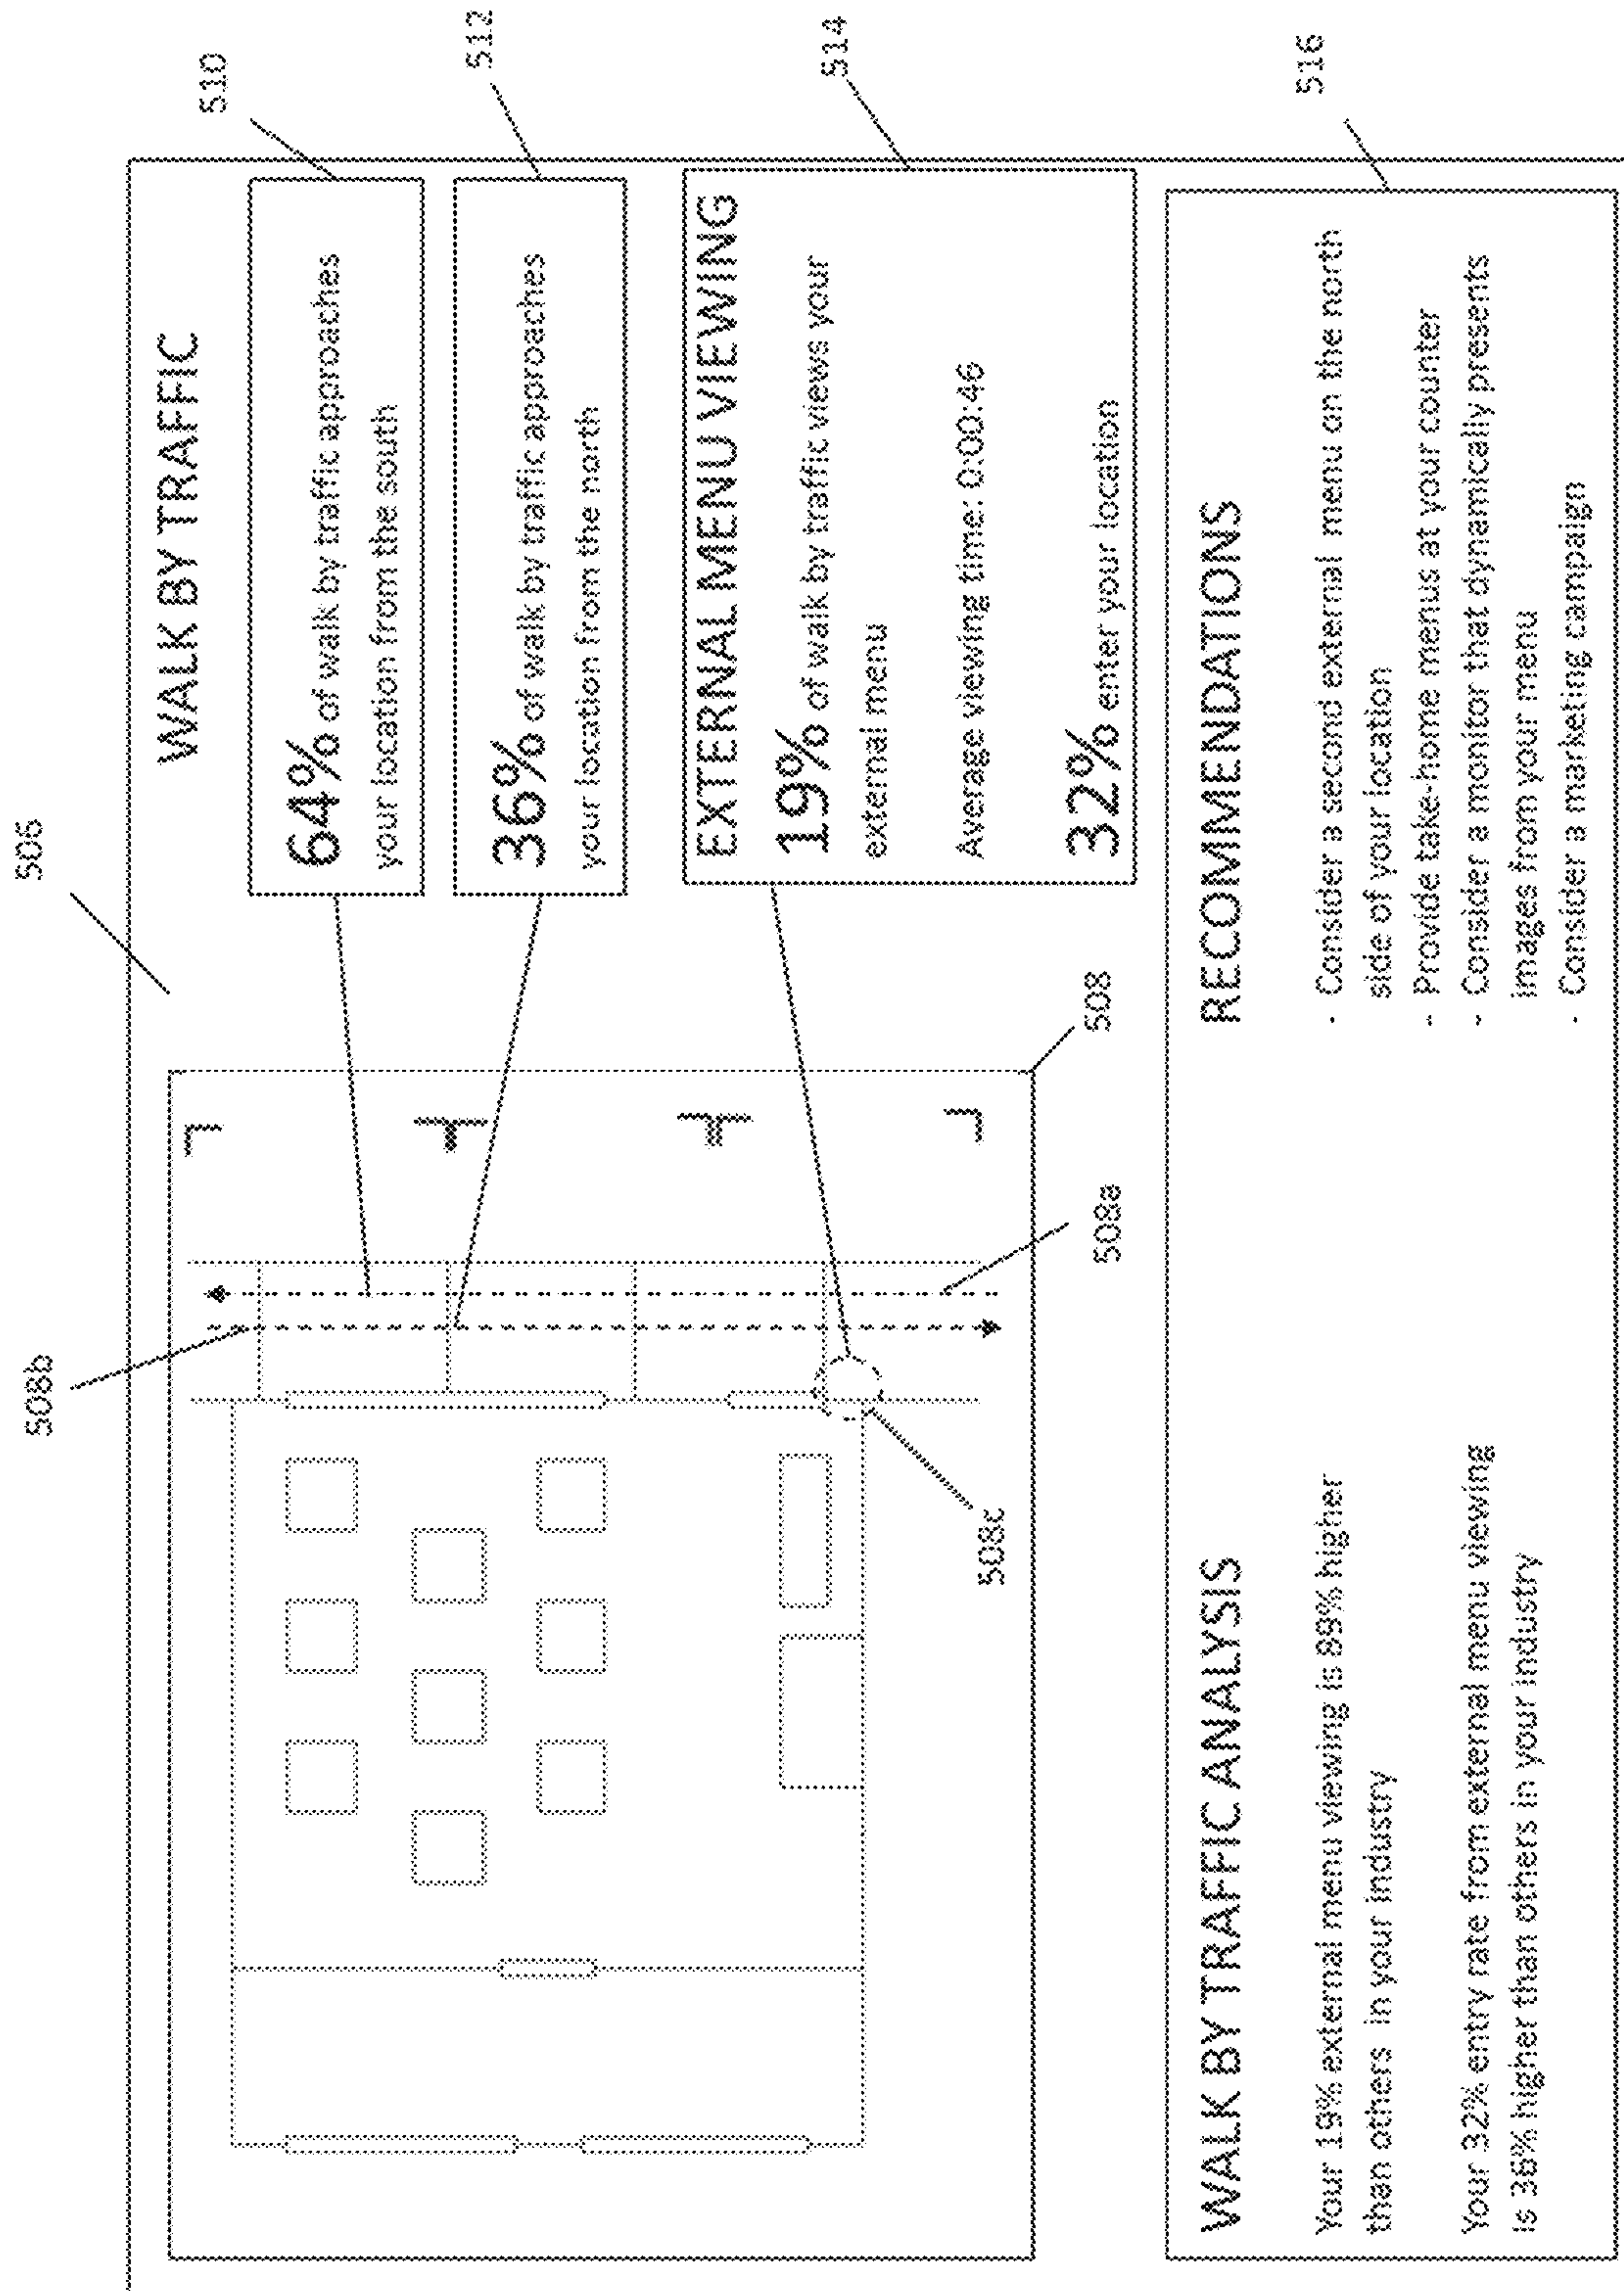 506
WALK BY TRAFFIC
508b
64% of walk by traffic approaches
your location from the south
510
36% of walk by traffic approaches
your location from the north
512
EXTERNAL MENU VIEWING
19% of walk by traffic views your
external menu
Average viewing time: 0:00:46
32% enter your location
514
508c
508a
508
WALK BY TRAFFIC ANALYSIS
Your 19% external menu viewing is 89% higher
than others in your industry
Your 32% entry rate from external menu viewing
is 38% higher than others in your industry
RECOMMENDATIONS
- Consider a second external menu on the north
side of your location
- Provide take-home menus at your counter
- Consider a monitor that dynamically presents
images from your menu
- Consider a marketing campaign
516